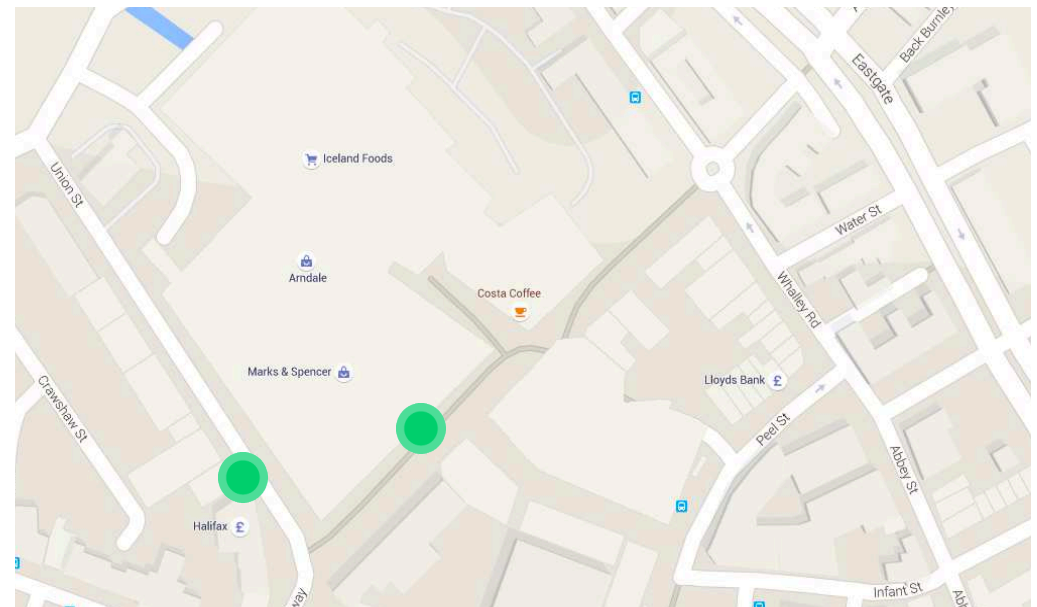 Back Burnley
Eastgate
Iceland Foods
Union St
Water St
Arndale
Costa Coffee
Whalley Rd
Marks & Spencer
Lloyds Bank £
Crawshaw St
Peel St
Abbey St
Halifax £
Infant St